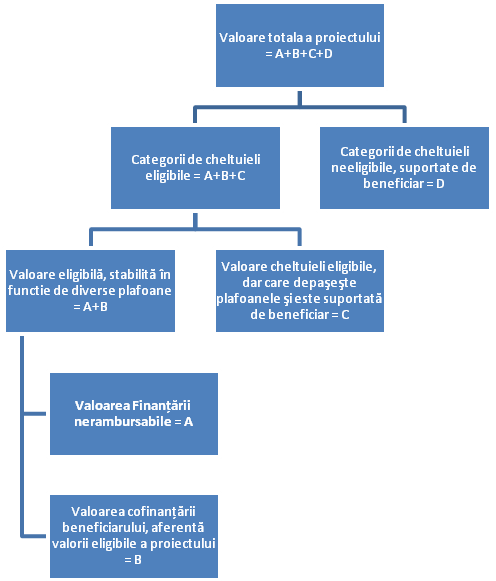 Valoare totala a proiectului
= A+B+C+D
Categorii de cheltuieli
eligibile = A+B+C
Categorii de cheltuieli
neeligibile, suportate de
beneficiar = D
Valoare eligibilă, stabilită în
functie de diverse plafoane
= A+B
Valoare cheltuieli eligibile,
dar care depaşeşte
plafoanele şi este suportată
de beneficiar = C
Valoarea Finanțării
nerambursabile = A
Valoarea cofinanțării
beneficiarului, aferentă
valorii eligibile a proiectului
= B